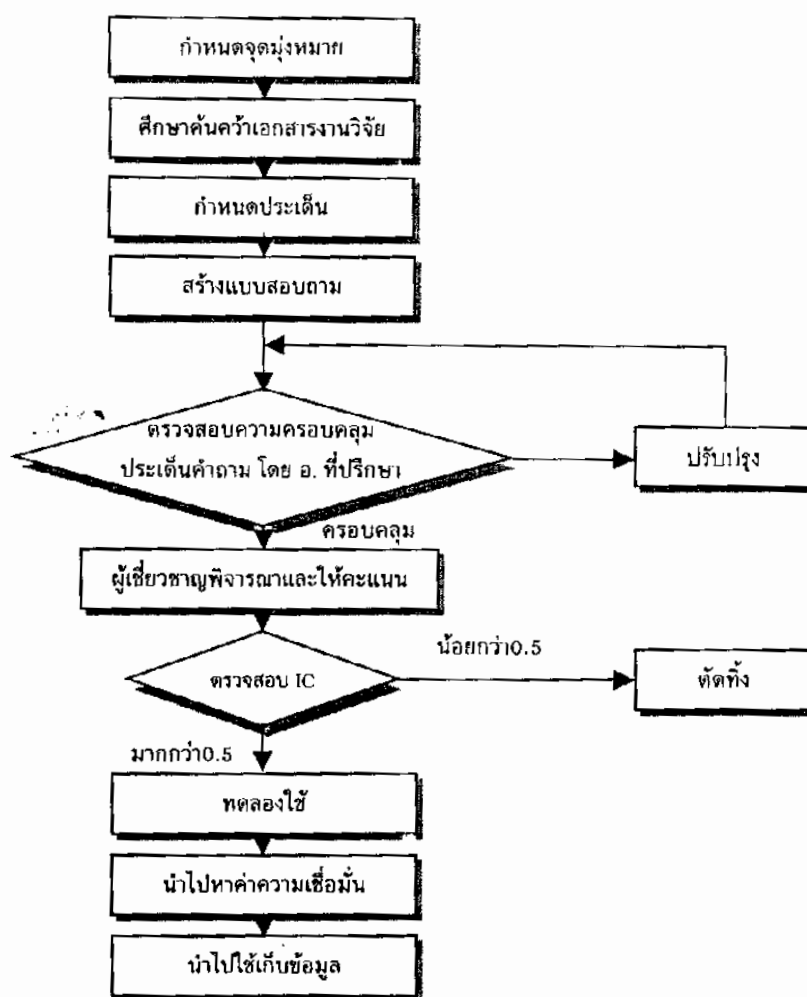 กำหนดจุดมุ่งหมาย
ศึกษาค้นคว้าเอกสารงานวิจัย
กำหนดประเด็น
สร้างแบบสอบถาม
ตรวจสอบความครอบคลุม
ประเด็นคำถาม โดย อ. ที่ปรึกษา
ปรับปรุง
ครอบคลุม
ผู้เชี่ยวชาญพิจารณาและให้คะแนน
น้อยกว่า0.5
ตรวจสอบ IC
ตัดทิ้ง
มากกว่า0.5
ทดลองใช้
นำไปหาค่าความเชื่อมั่น
นำไปใช้เก็บข้อมูล